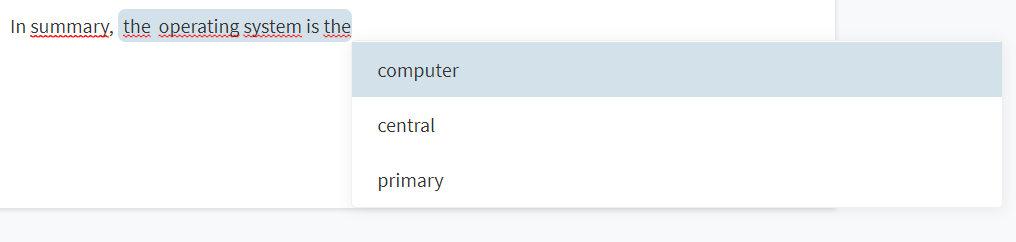 In summary, the operating system is the
computer
central
primary